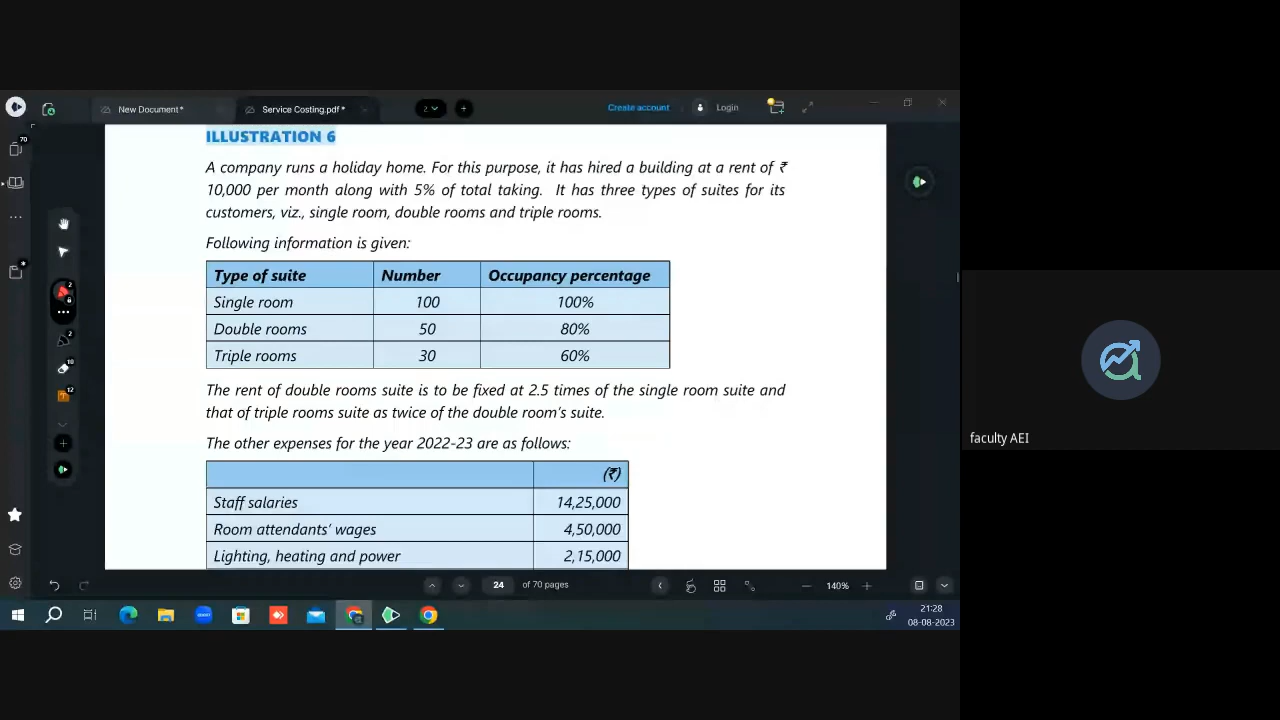 New Document*
Service Costing.pdf *
2
Create account
Login
70
ILLUSTRATION 6
A company runs a holiday home. For this purpose, it has hired a building at a rent of ₹
10,000 per month along with 5% of total taking. It has three types of suites for its
customers, viz., single room, double rooms and triple rooms.
Following information is given:
Type of suite Number Occupancy percentage
Single room 100 100%
Double rooms 50 80%
Triple rooms 30 60%
The rent of double rooms suite is to be fixed at 2.5 times of the single room suite and
that of triple rooms suite as twice of the double room's suite.
The other expenses for the year 2022-23 are as follows:
(₹)
Staff salaries 14,25,000
Room attendants' wages 4,50,000
Lighting, heating and power 2,15,000
2
2
10
12
24 of 70 pages
140%
21:28
08-08-2023
faculty AEI